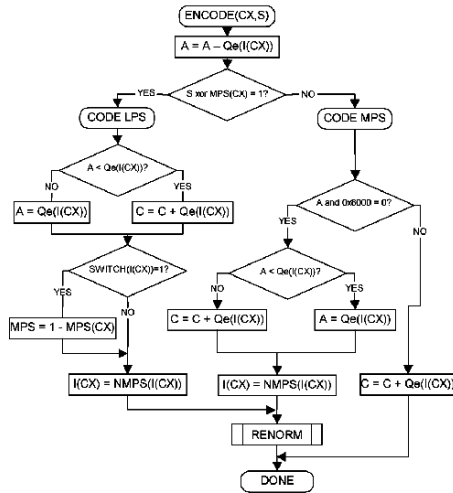 ENCODE(CX,S)
A = A – Qe(I(CX))
S xor MPS(CX) = 1?
YES
NO
CODE LPS
CODE MPS
A < Qe(I(CX))?
NO
YES
A = Qe(I(CX))
C = C + Qe(I(CX))
A and 0x8000 = 0?
YES
NO
SWITCH(I(CX))=1?
YES
NO
A < Qe(I(CX))?
NO
YES
MPS = 1 - MPS(CX)
C = C + Qe(I(CX))
A = Qe(I(CX))
I(CX) = NMPS(I(CX))
I(CX) = NMPS(I(CX))
C = C + Qe(I(CX))
RENORM
DONE